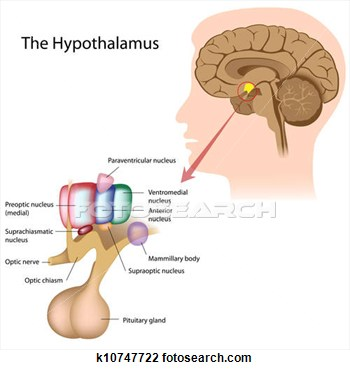 The Hypothalamus
Paraventricular nucleus
Preoptic nucleus
(medial)
Ventromedial
nucleus
Anterior
nucleus
FOTOSEARCH
Suprachiasmatic
nucleus
Optic nerve
Mammillary body
Supraoptic nucleus
Optic chiasm
Pituitary gland
k10747722 fotosearch.com